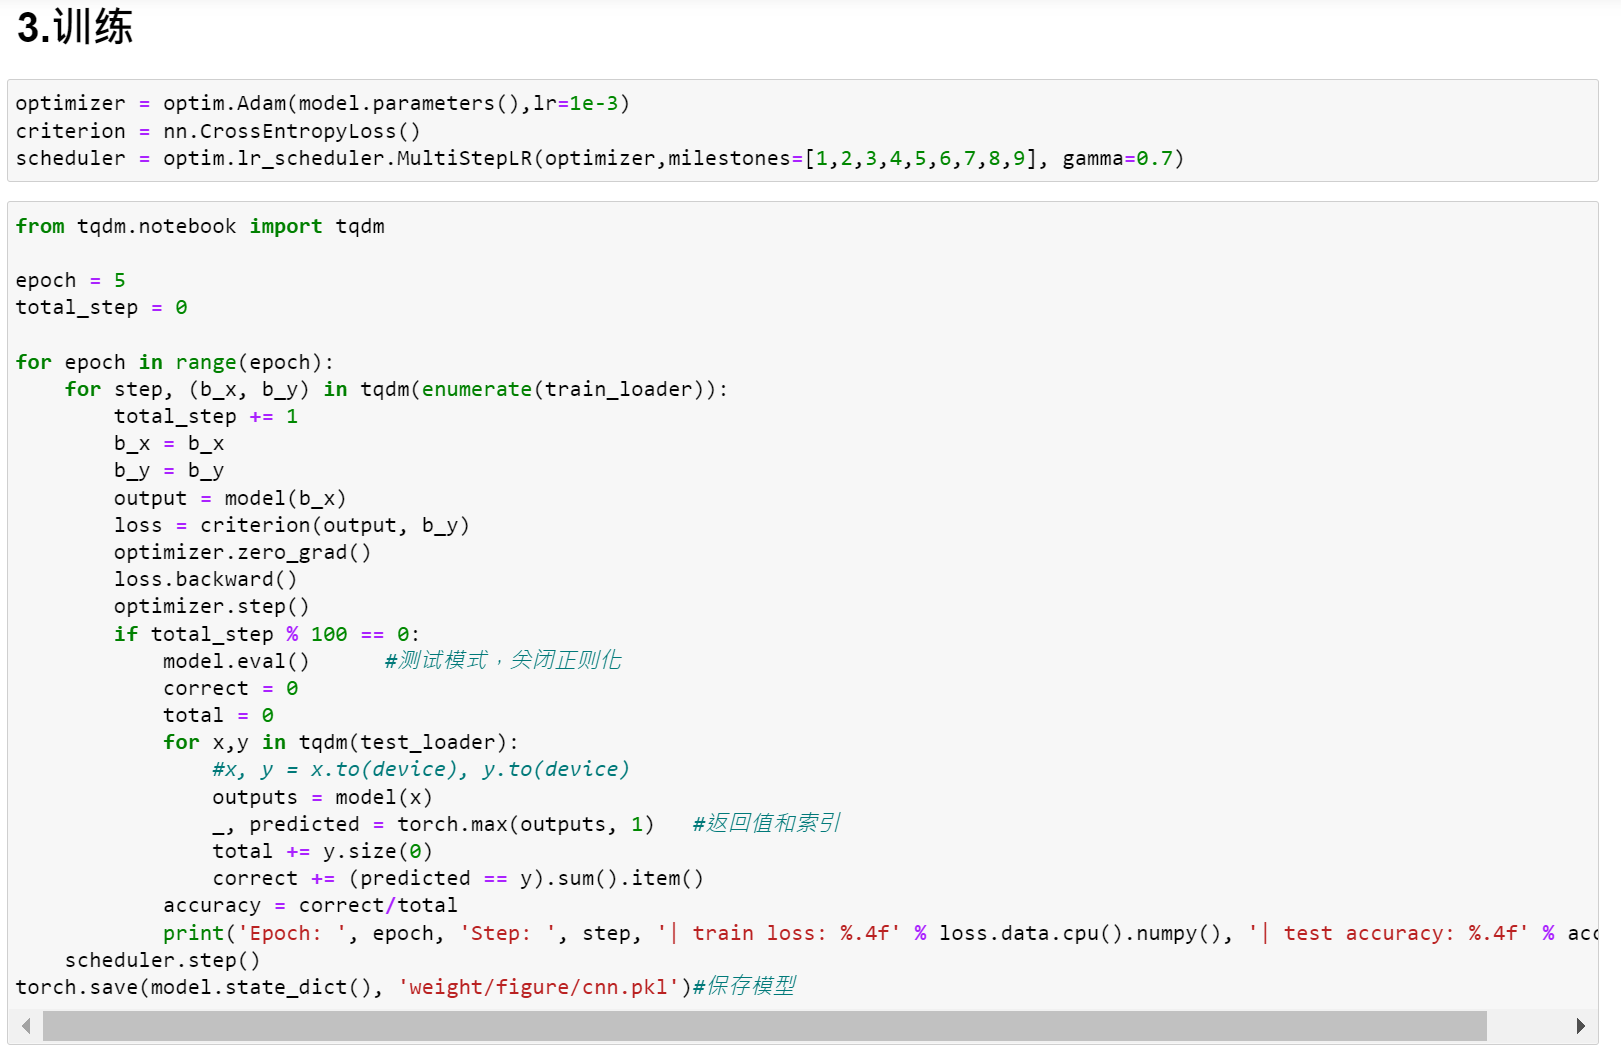 3.训练
optimizer = optim.Adam(model.parameters(),lr=1e-3)
criterion = nn.CrossEntropyLoss()
scheduler = optim.lr_scheduler.MultiStepLR(optimizer,milestones=[1,2,3,4,5,6,7,8,9], gamma=0.7)
from tqdm.notebook import tqdm
epoch = 5
total_step = 0
for epoch in range(epoch):
    for step, (b_x, b_y) in tqdm(enumerate(train_loader)):
        total_step += 1
        b_x = b_x
        b_y = b_y
        output = model(b_x)
        loss = criterion(output, b_y)
        optimizer.zero_grad()
        loss.backward()
        optimizer.step()
        if total_step % 100 == 0:
            model.eval()      #测试模式，关闭正则化
            correct = 0
            total = 0
            for x,y in tqdm(test_loader):
                #x, y = x.to(device), y.to(device)
                outputs = model(x)
                _, predicted = torch.max(outputs, 1)   #返回值和索引
                total += y.size(0)
                correct += (predicted == y).sum().item()
            accuracy = correct/total
            print('Epoch: ', epoch, 'Step: ', step, '| train loss: %.4f' % loss.data.cpu().numpy(), '| test accuracy: %.4f' % acc
    scheduler.step()
torch.save(model.state_dict(), 'weight/figure/cnn.pkl')#保存模型